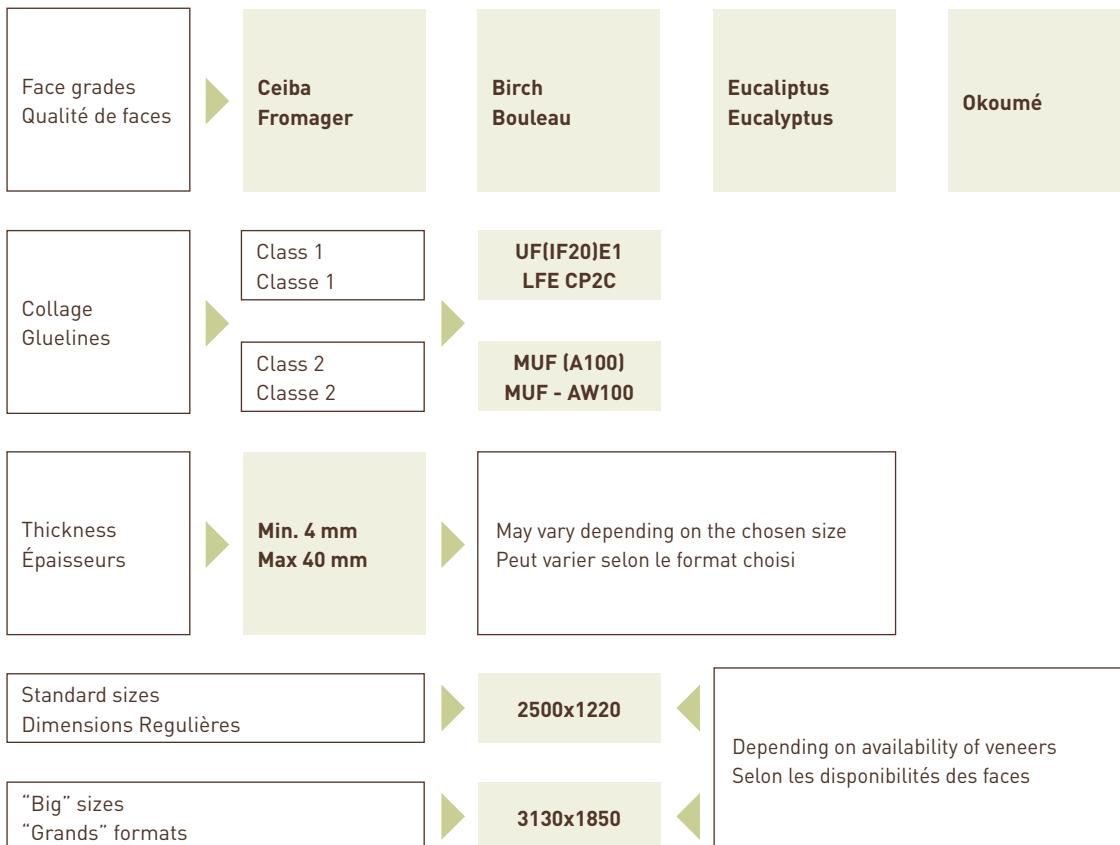 Face grades
Qualité de faces
Ceiba
Fromager
Birch
Bouleau
Eucaliptus
Eucalyptus
Okoumé
Collage
Gluelines
Class 1
Classe 1
UF(IF20)E1
LFE CP2C
Class 2
Classe 2
MUF (A100)
MUF - AW100
Thickness
Épaisseurs
Min. 4 mm
Max 40 mm
May vary depending on the chosen size
Peut varier selon le format choisi
Standard sizes
Dimensions Regulières
2500x1220
Depending on availability of veneers
Selon les disponibilités des faces
“Big” sizes
“Grands” formats
3130x1850